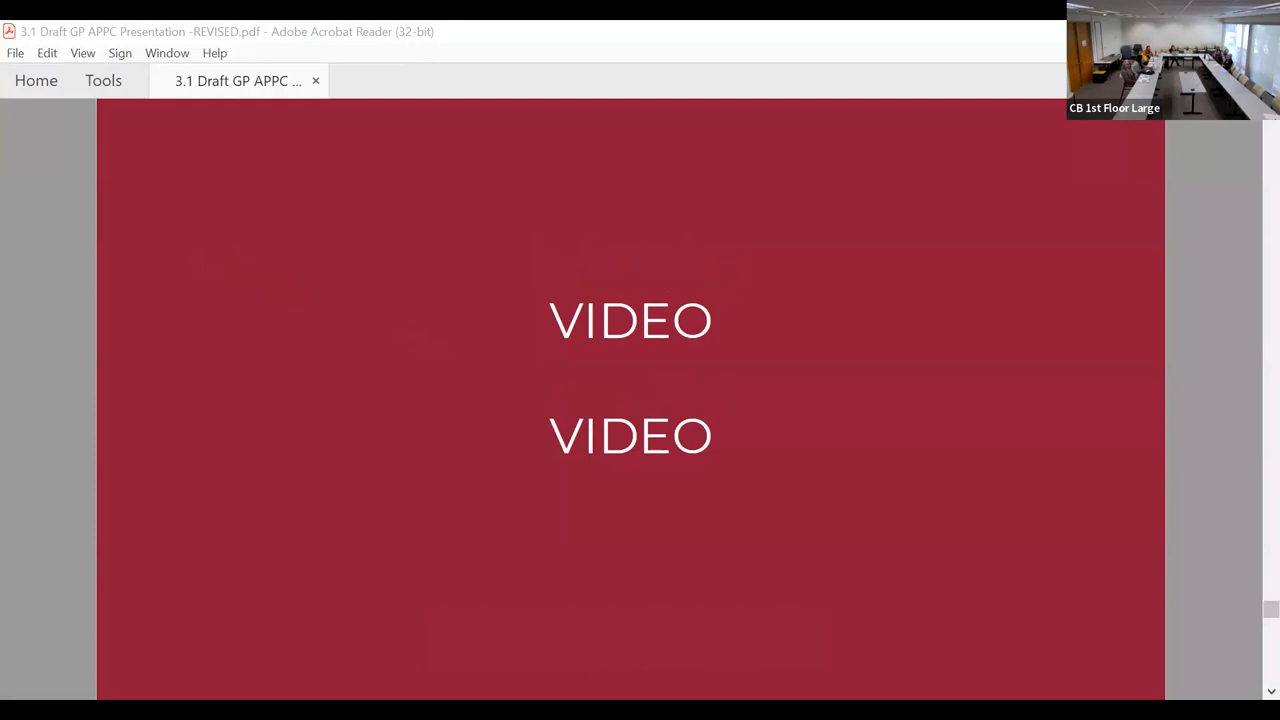 3.1 Draft GP APPC Presentation -REVISED.pdf - Adobe Acrobat Reader (32-bit)
File Edit View Sign Window Help
Home Tools 3.1 Draft GP APPC ... ×
CB 1st Floor Large
VIDEO
VIDEO